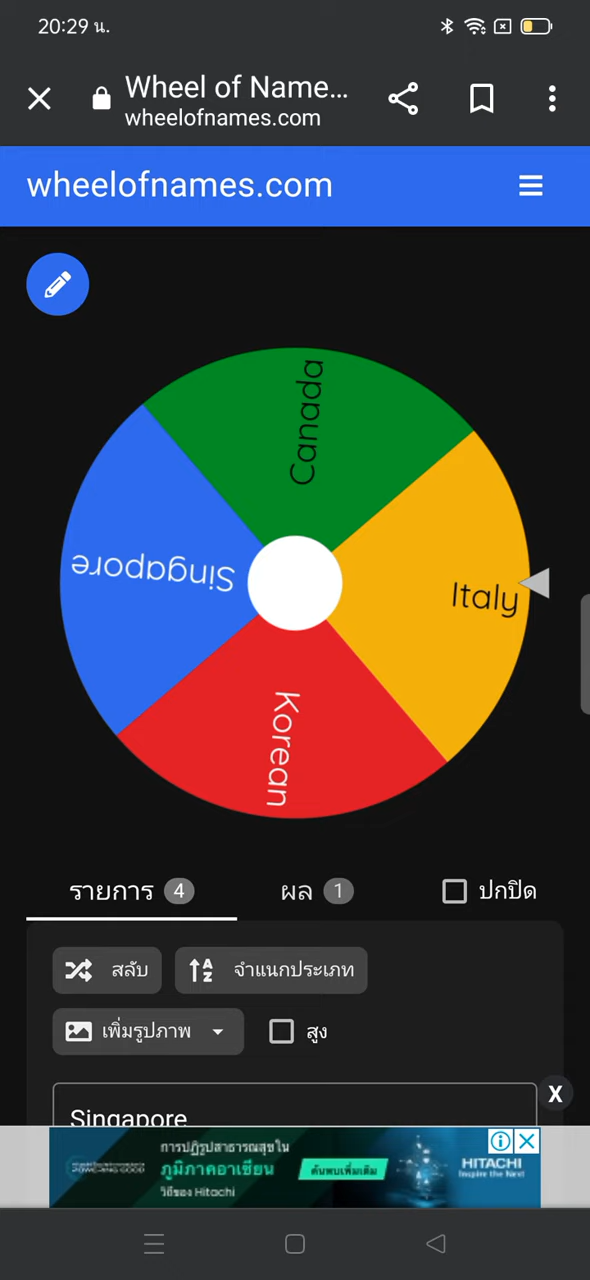 20:29 น.
Wheel of Name...
wheelofnames.com
wheelofnames.com
Canada
Italy
Singapore
Korean
รายการ 4
ผล 1
ปกปิด
สลับ
จำแนกประเภท
เพิ่มรูปภาพ
สูง
Singapore
X
การปฏิรูปสาธารณสุขใน
ภูมิภาคอาเซียน
วิถีของ Hitachi
ค้นพบเพิ่มเติม
HITACHI
Inspire the Next